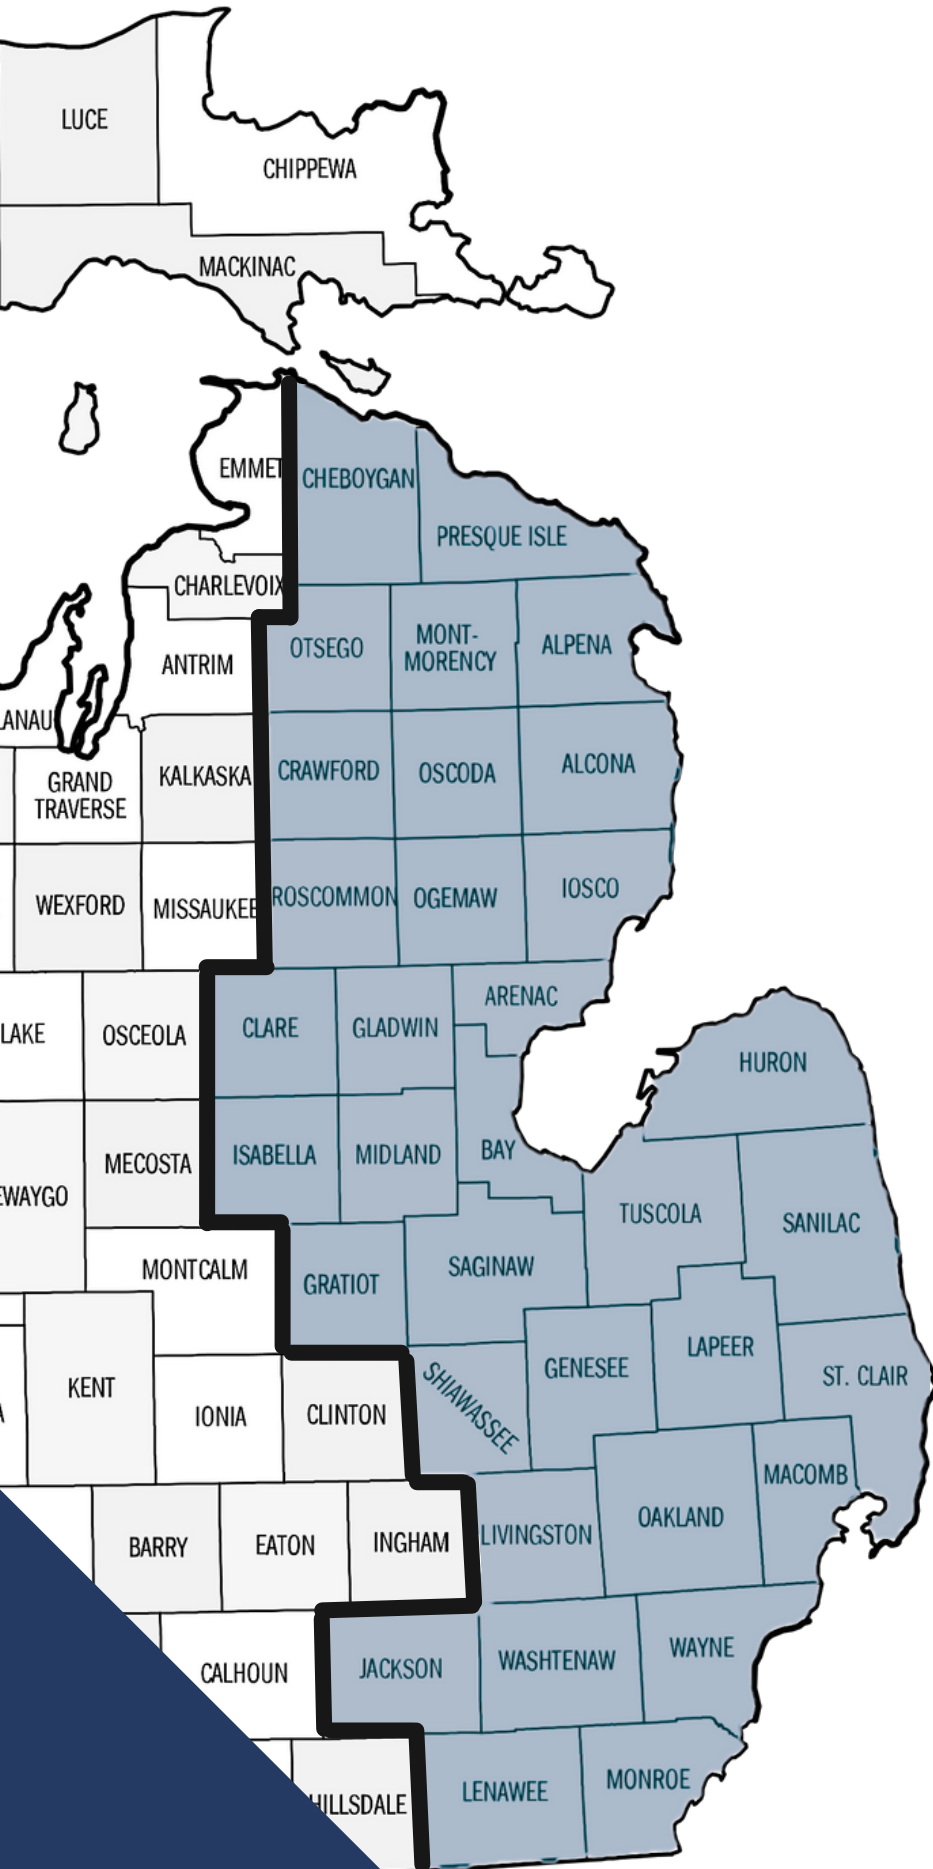 LUCE
CHIPPEWA
MACKINAC
EMMET
CHEBOYGAN
PRESQUE ISLE
CHARLEVOIX
OTSEGO
MONT-
MORENCY
ALPENA
ANTRIM
ANAU
GRAND
TRAVERSE
KALKASKA
CRAWFORD
OSCODA
ALCONA
WEXFORD
MISSAUKEE
ROSCOMMON
OGEMAW
IOSCO
ARENAC
LAKE
OSCEOLA
CLARE
GLADWIN
HURON
EWAYGO
MECOSTA
ISABELLA
MIDLAND
BAY
TUSCOLA
SANILAC
MONTCALM
GRATIOT
SAGINAW
LAPEER
GENESEE
ST. CLAIR
KENT
IONIA
CLINTON
SHIAWASSEE
MACOMB
OAKLAND
BARRY
EATON
INGHAM
LIVINGSTON
CALHOUN
JACKSON
WASHTENAW
WAYNE
HILLSDALE
LENAWEE
MONROE